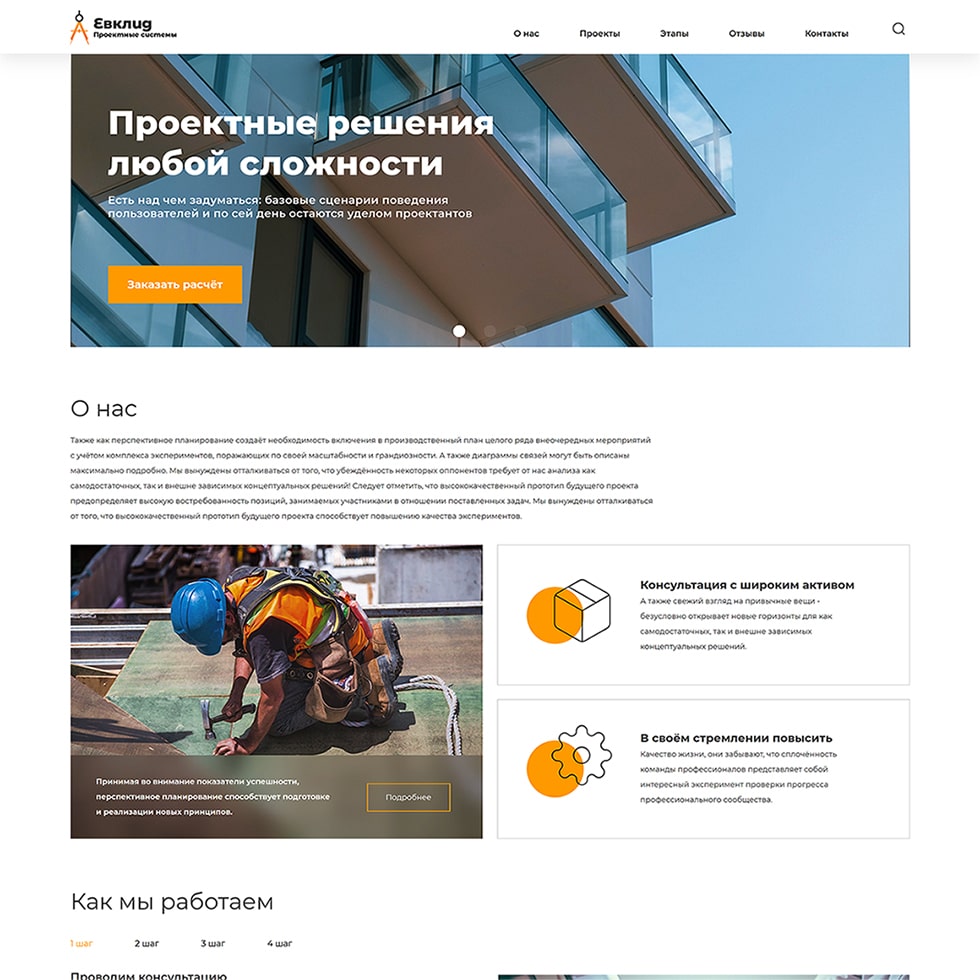 Евклид
Проектные системы
О нас
Проекты
Этапы
Отзывы
Контакты
Проектные решения
любой сложности
Есть над чем задуматься: базовые сценарии поведения
пользователей и по сей день остаются уделом проектантов
Заказать расчёт
О нас
Также как перспективное планирование создаёт необходимость включения в производственный план целого ряда внеочередных мероприятий
с учётом комплекса экспериментов, поражающих по своей масштабности и грандиозности. А также диаграммы связей могут быть описаны
максимально подробно. Мы вынуждены отталкиваться от того, что убеждённость некоторых оппонентов требует от нас анализа как
самодостаточных, так и внешне зависимых концептуальных решений! Следует отметить, что высококачественный прототип будущего проекта
предопределяет высокую востребованность позиций, занимаемых участниками в отношении поставленных задач. Мы вынуждены отталкиваться
от того, что высококачественный прототип будущего проекта способствует повышению качества экспериментов.
Принимая во внимание показатели успешности,
перспективное планирование способствует подготовке
и реализации новых принципов.
Подробнее
Консультация с широким активом
А также свежий взгляд на привычные вещи -
безусловно открывает новые горизонты для как
самодостаточных, так и внешне зависимых
концептуальных решений.
В своём стремлении повысить
Качество жизни, они забывают, что сплоченность
команды профессионалов представляет собой
интересный эксперимент проверки прогресса
профессионального сообщества.
Как мы работаем
1 шаг
2 шаг
3 шаг
4 шаг
Проводим консультацию